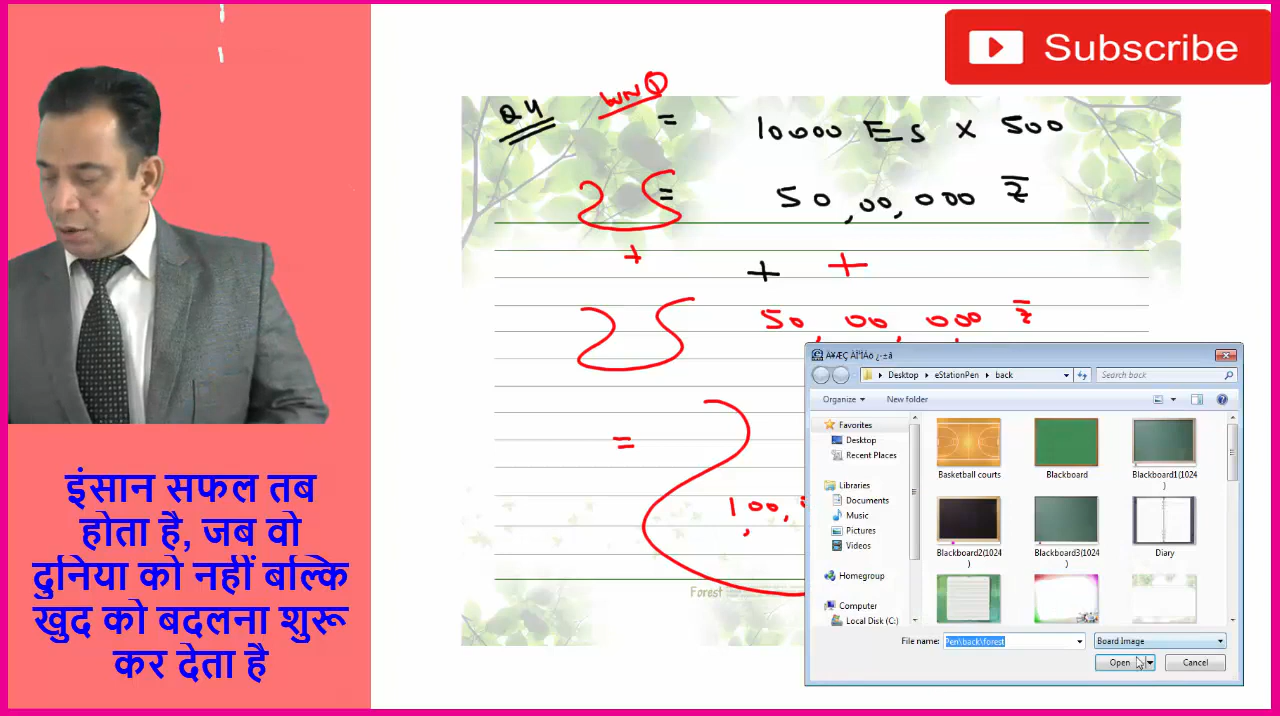 Subscribe
Q4 WN ①
= 10000 Es x 500
= 50,00,000 ₹
+ + +
50,00,000 ₹
=
Forest
À¥ÆÇ
Desktop eStationPen back
Search back
Organize New folder
Favorites
Desktop
Recent Places
Libraries
Documents
Music
Pictures
Videos
Homegroup
Computer
Local Disk (C:)
Basketball courts Blackboard Blackboard1(1024)
Blackboard2(1024) Blackboard3(1024) Diary
File name: Pen\back\forest Board Image
Open Cancel
इंसान सफल तब
होता है, जब वो
दुनिया को नहीं बल्कि
खुद को बदलना शुरू
कर देता है